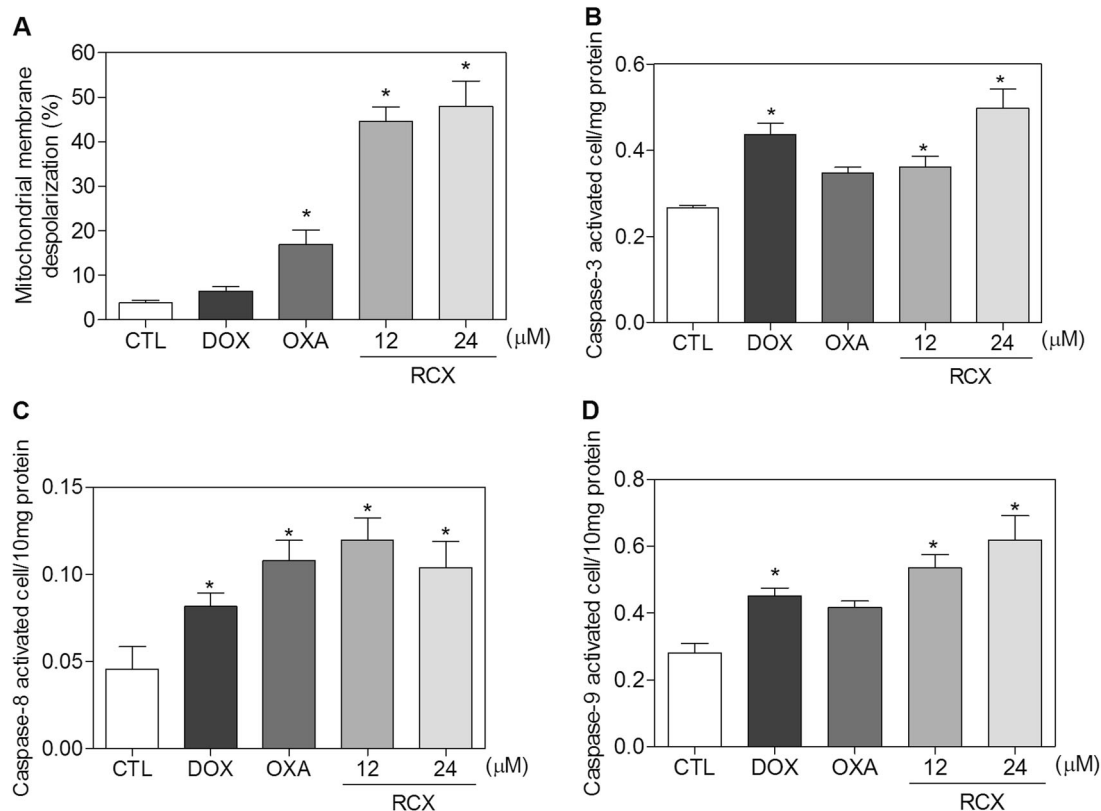 A
Mitochondrial membrane
despolarization (%)
60
50
40
30
20
10
0
*
*
*
CTL DOX OXA 12 24 (μM)
RCX
B
Caspase-3 activated cell/mg protein
0.6
0.4
0.2
0.0
*
*
*
CTL DOX OXA 12 24 (μM)
RCX
C
Caspase-8 activated cell/10mg protein
0.15
0.10
0.05
0.00
*
*
*
*
CTL DOX OXA 12 24 (μM)
RCX
D
Caspase-9 activated cell/10mg protein
0.8
0.6
0.4
0.2
0.0
*
*
*
CTL DOX OXA 12 24 (μM)
RCX